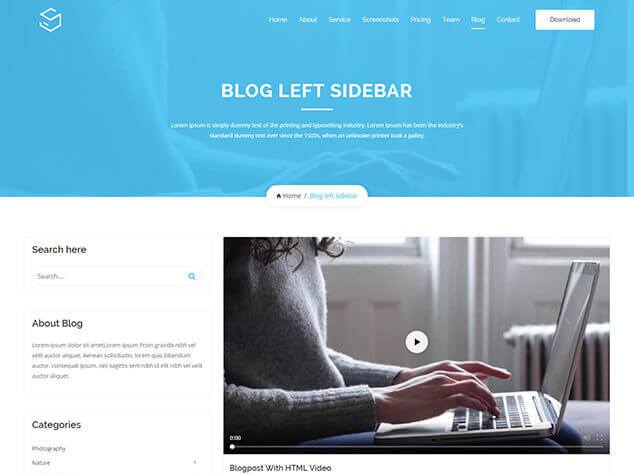 Home About Service Screenshots Pricing Team Blog Contact Download
BLOG LEFT SIDEBAR
Lorem Ipsum is simply dummy text of the printing and typesetting industry. Lorem Ipsum has been the industry's
standard dummy text ever since the 1500s, when an unknown printer took a galley.
Home / Blog left sidebar
Search here
Search...
About Blog
Lorem ipsum dolor sit amet,Lorem Ipsum Proin gravida nibh vel
velit auctor aliquet. Aenean sollicitudin, lorem quis bibendum
auctor, consequat ipsum, nec sagittis sem nibh id elit. nibh vel velit
auctor aliquet.
Categories
Photography
Nature
0:00
Blogpost With HTML Video